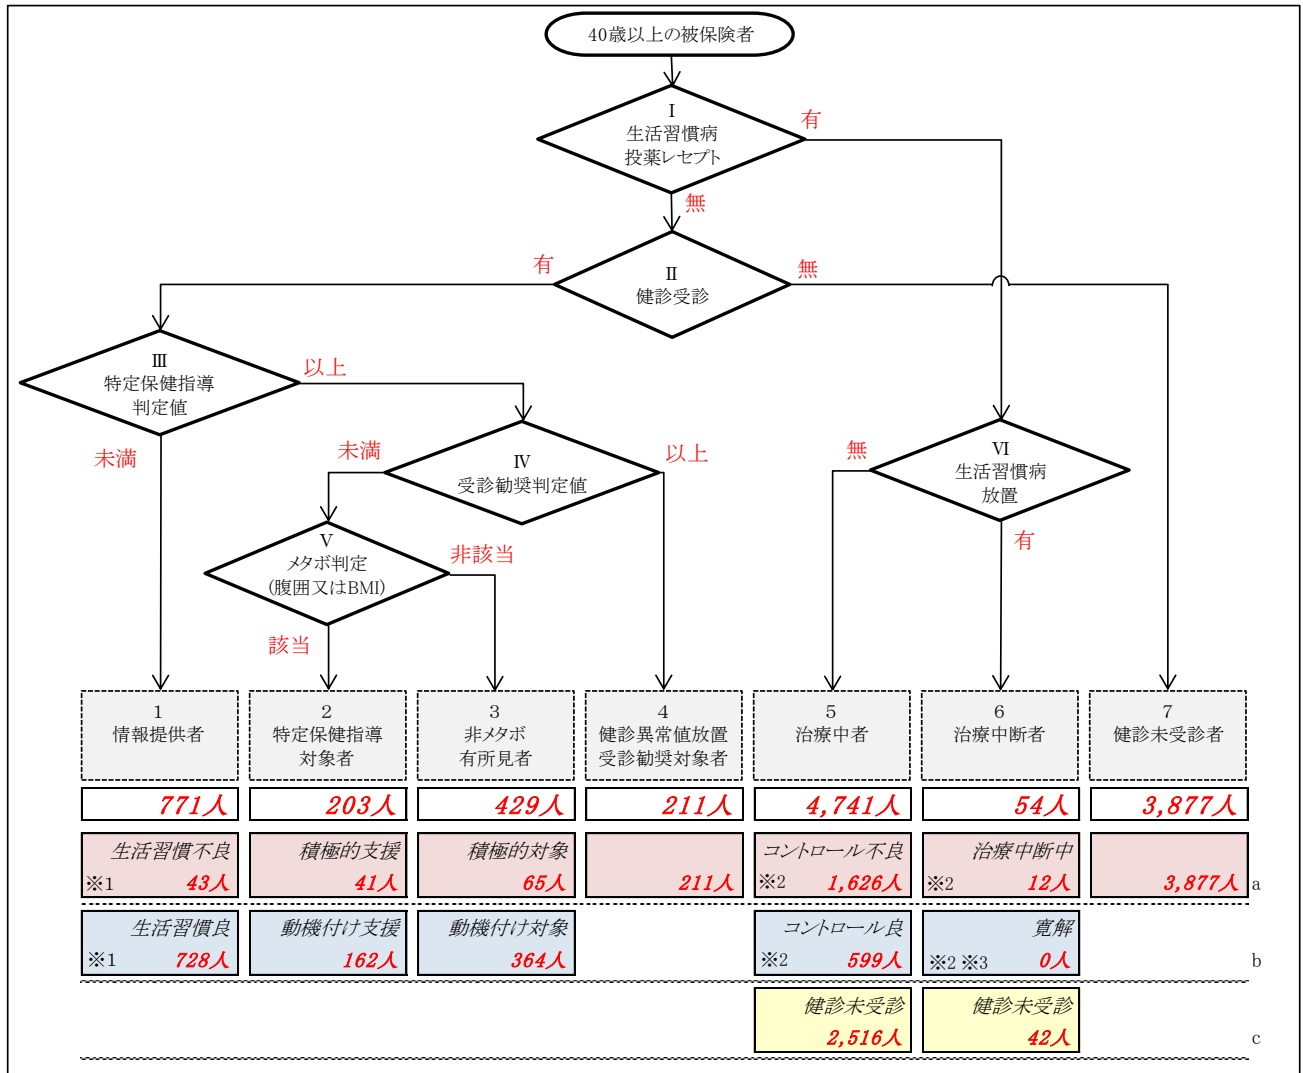 40歳以上の被保険者
Ⅰ
生活習慣病
投薬レセプト
有
無
Ⅱ
健診受診
有
無
Ⅲ
特定保健指導
判定値
以上
未満
Ⅳ
受診勧奨判定値
未満
以上
Ⅴ
メタボ判定
(腹囲又はBMI)
非該当
該当
Ⅵ
生活習慣病
放置
無
有
1
情報提供者
2
特定保健指導
対象者
3
非メタボ
有所見者
4
健診異常値放置
受診勧奨対象者
5
治療中者
6
治療中断者
7
健診未受診者
771人
203人
429人
211人
4,741人
54人
3,877人
生活習慣不良
※1 43人
積極的支援
41人
積極的対象
65人
211人
コントロール不良
※2 1,626人
治療中断中
※2 12人
3,877人
a
生活習慣良
※1 728人
動機付け支援
162人
動機付け対象
364人
コントロール良
※2 599人
寛解
※2 ※3 0人
b
健診未受診
2,516人
健診未受診
42人
c